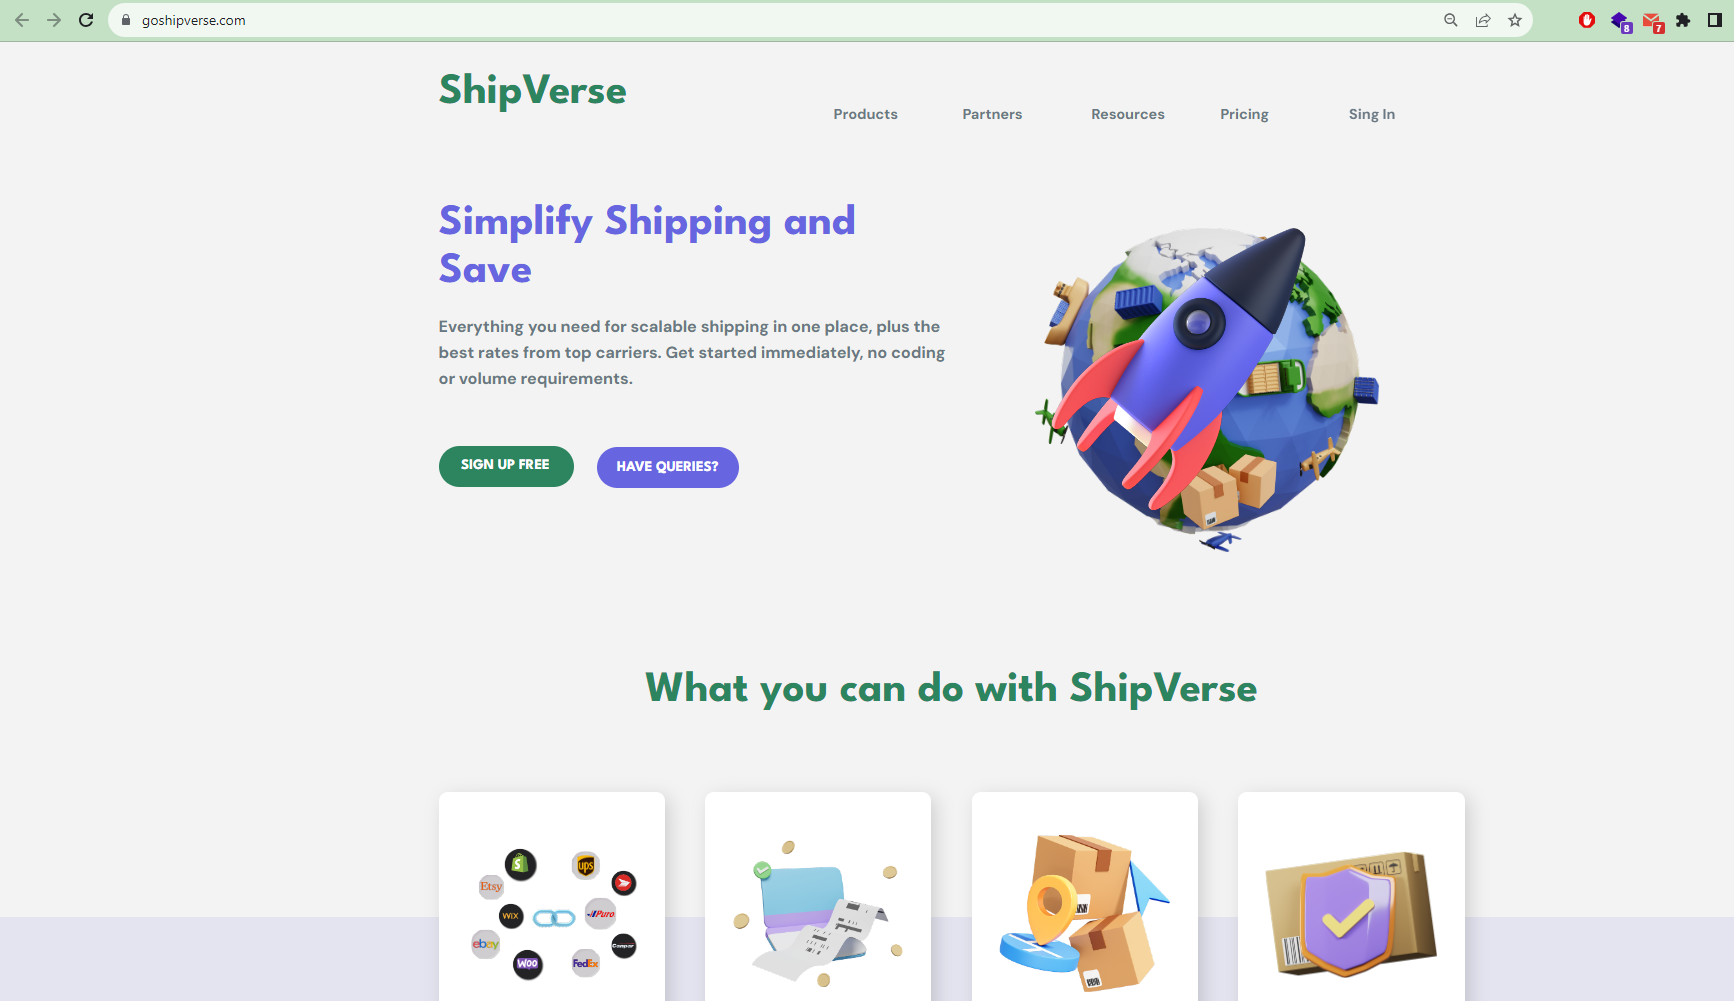 goshipverse.com
8
7
ShipVerse
Products Partners Resources Pricing Sing In
Simplify Shipping and
Save
Everything you need for scalable shipping in one place, plus the
best rates from top carriers. Get started immediately, no coding
or volume requirements.
SIGN UP FREE
HAVE QUERIES?
What you can do with ShipVerse
S
ups
Etsy
WiX
Puro
ebay
Canpar
WOO
FedEx